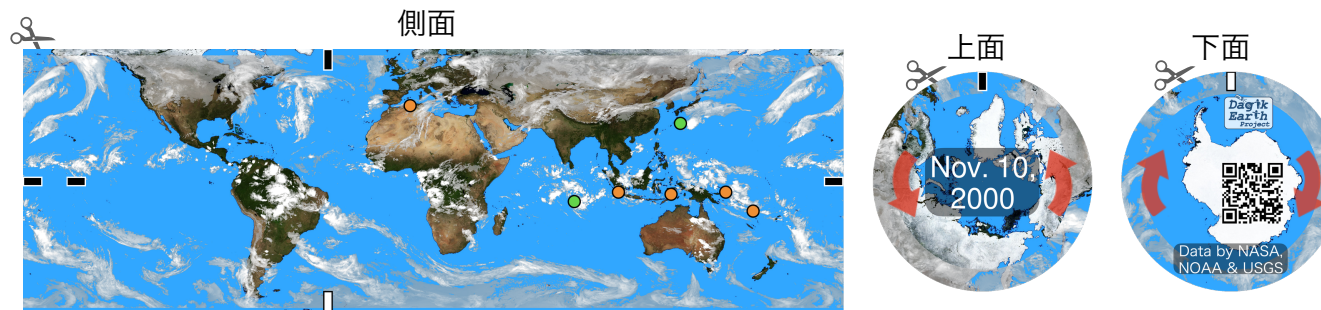 側面
上面
Nov. 10
2000
下面
Dagik
Earth
Project
Data by NASA,
NOAA & USGS